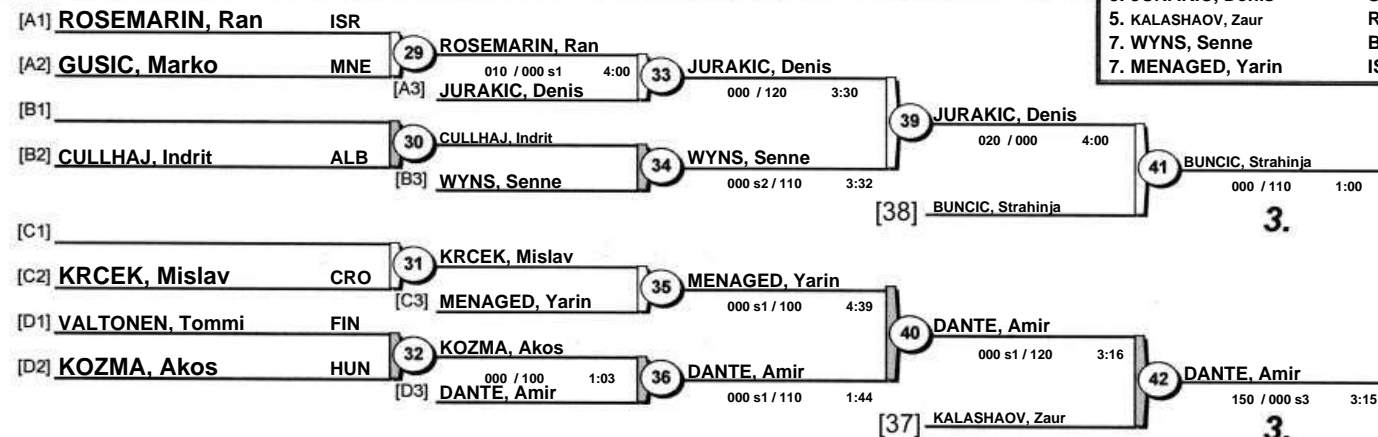 5. KALASHAOV, Zaur R
7. WYNS, Senne B
7. MENAGED, Yarin IS
[A1] ROSEMARIN, Ran ISR
29 ROSEMARIN, Ran
[A2] GUSIC, Marko MNE
010 / 000 s1 4:00
33 JURAKIC, Denis
[A3] JURAKIC, Denis
000 / 120 3:30
[B1]
39 JURAKIC, Denis
020 / 000 4:00
30 CULLHAJ, Indrit
[B2] CULLHAJ, Indrit ALB
34 WYNS, Senne
[B3] WYNS, Senne
000 s2 / 110 3:32
41 BUNCIC, Strahinja
000 / 110 1:00
[38] BUNCIC, Strahinja
3.
[C1]
31 KRCEK, Mislav
[C2] KRCEK, Mislav CRO
35 MENAGED, Yarin
[C3] MENAGED, Yarin
000 s1 / 100 4:39
[D1] VALTONEN, Tommi FIN
40 DANTE, Amir
32 KOZMA, Akos
000 s1 / 120 3:16
[D2] KOZMA, Akos HUN
000 / 100 1:03
36 DANTE, Amir
[D3] DANTE, Amir
000 s1 / 110 1:44
42 DANTE, Amir
150 / 000 s3 3:15
[37] KALASHAOV, Zaur
3.